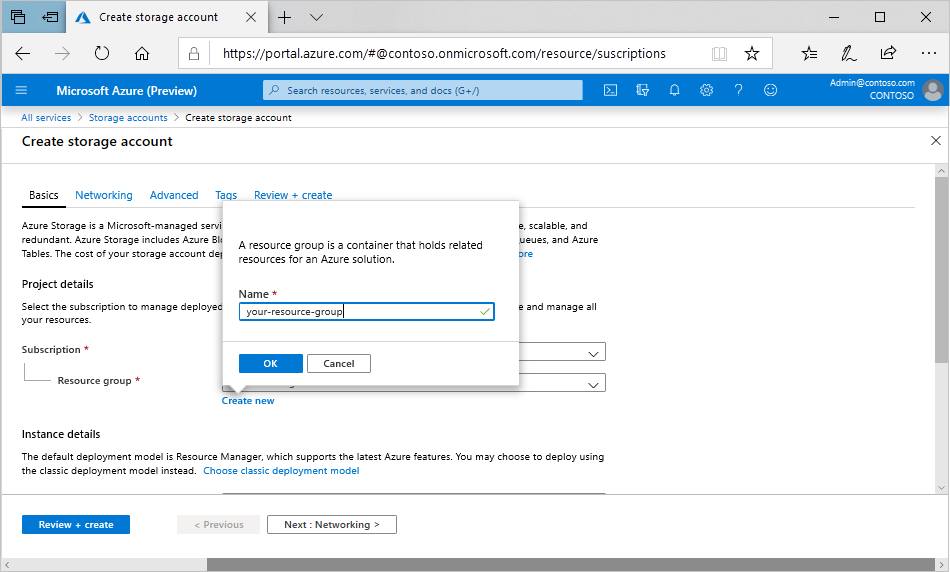 Create storage account
https://portal.azure.com/#@contoso.onmicrosoft.com/resource/suscriptions
Microsoft Azure (Preview)
Search resources, services, and docs (G+/)
Admin@contoso.com
CONTOSO
All services > Storage accounts > Create storage account
Create storage account
Basics Networking Advanced Tags Review + create
Azure Storage is a Microsoft-managed servi
e, scalable, and
redundant. Azure Storage includes Azure Bl
ueues, and Azure
Tables. The cost of your storage account de
ore
A resource group is a container that holds related
resources for an Azure solution.
Name *
your-resource-group
OK Cancel
Project details
Select the subscription to manage deployed
e and manage all
your resources.
Subscription *
Resource group *
Create new
Instance details
The default deployment model is Resource Manager, which supports the latest Azure features. You may choose to deploy using
the classic deployment model instead. Choose classic deployment model
Review + create < Previous Next : Networking >